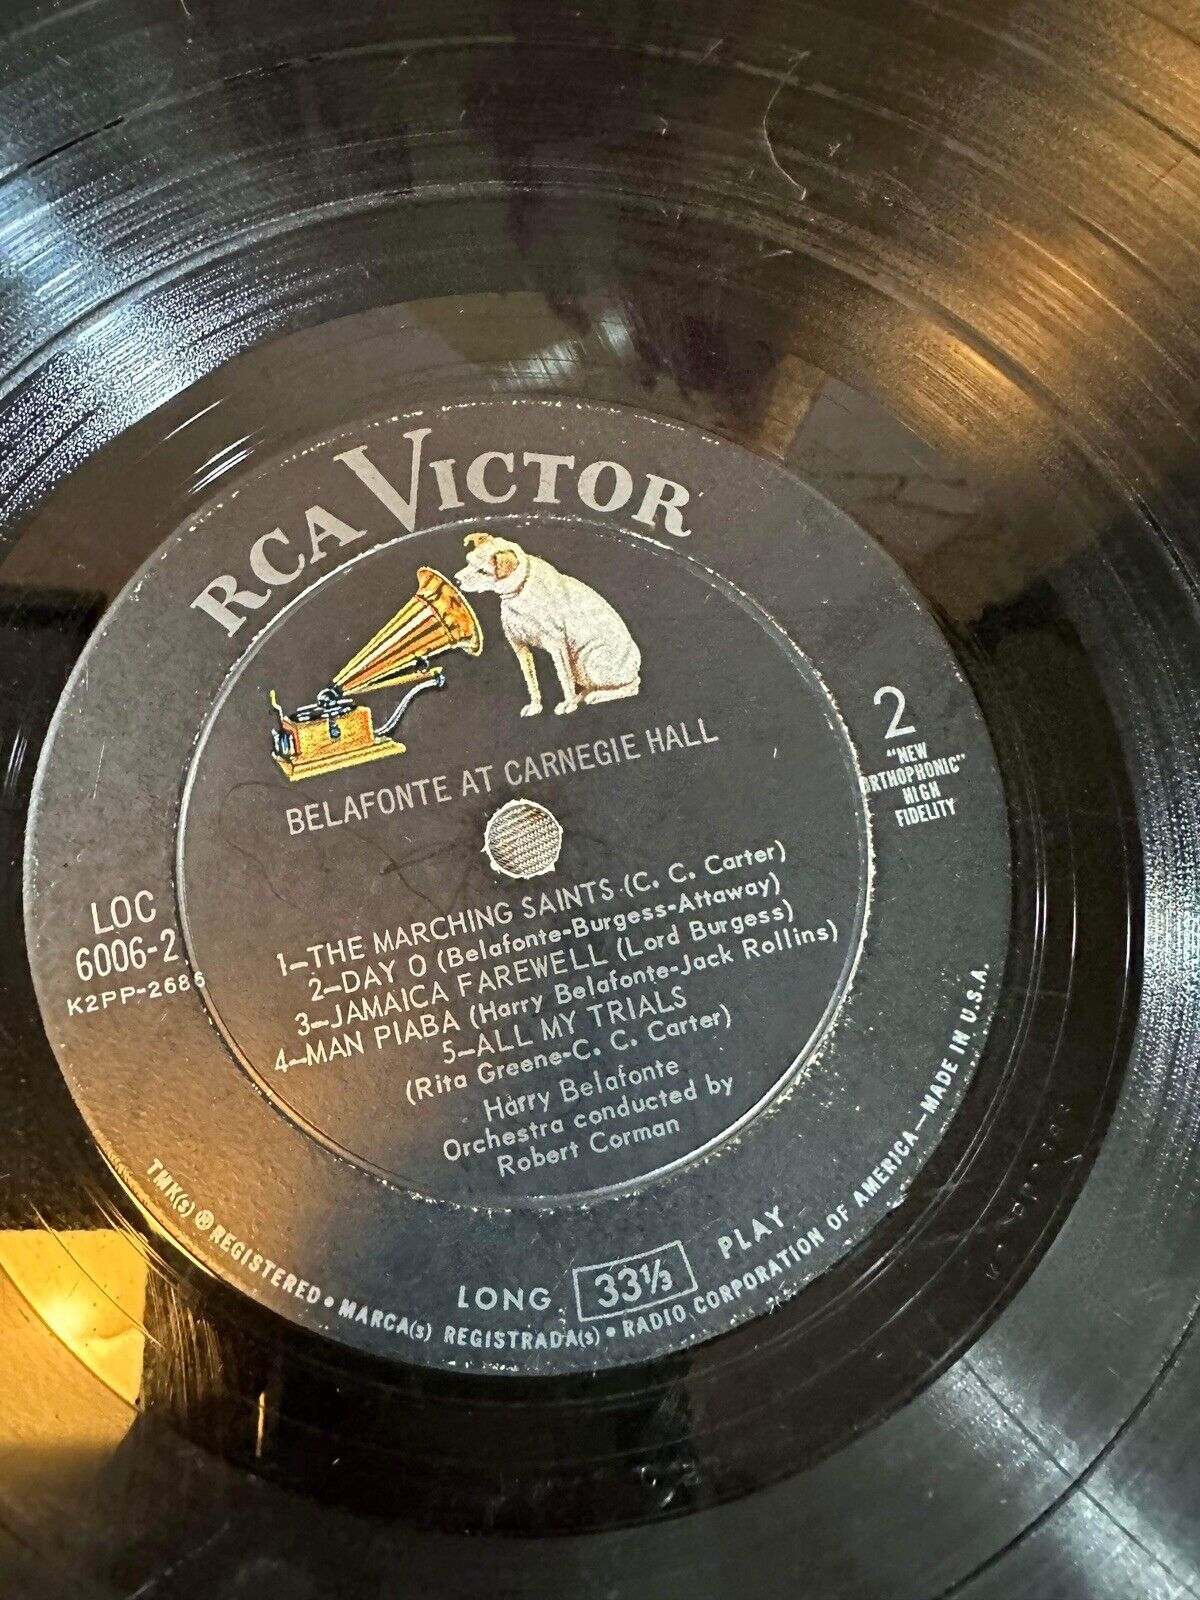 RCA VICTOR
BELAFONTE AT CARNEGIE HALL
2
"NEW
ORTHOPHONIC"
HIGH
FIDELITY
LOC
6006-2
K2PP-2686
1—THE MARCHING SAINTS (C. C. Carter)
2—DAY O (Belafonte-Burgess-Attaway)
3—JAMAICA FAREWELL (Lord Burgess)
4—MAN PIABA (Harry Belafonte-Jack Rollins)
5—ALL MY TRIALS
(Rita Greene-C. C. Carter)
Harry Belafonte
Orchestra conducted by
Robert Corman
LONG 33⅓ PLAY
TMK(s) ® REGISTERED • MARCA(s) REGISTRADA(s) • RADIO CORPORATION OF AMERICA—MADE IN U.S.A.